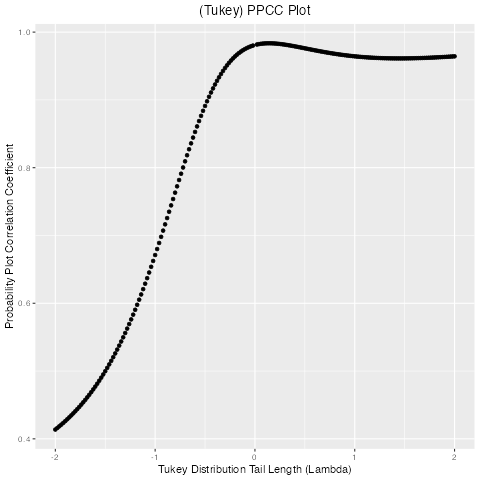 (Tukey) PPCC Plot
Probability Plot Correlation Coefficient
1.0
0.8
0.6
0.4
-2 -1 0 1 2
Tukey Distribution Tail Length (Lambda)